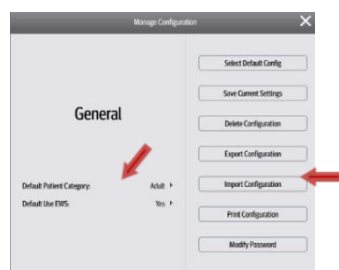 Manage Configuration
General
Default Patient Category: Adult
Default Use EWS: Yes
Select Default Config
Save Current Settings
Delete Configuration
Export Configuration
Import Configuration
Print Configuration
Modify Password